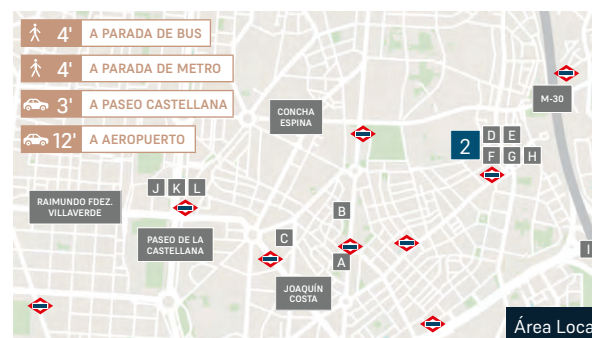 4' A PARADA DE BUS
4' A PARADA DE METRO
3' A PASEO CASTELLANA
12' A AEROPUERTO
CONCHA
ESPINA
M-30
2
D E
F G H
J K L
RAIMUNDO FDEZ.
VILLAVERDE
B
PASEO DE LA
CASTELLANA
C
A
I
JOAQUÍN
COSTA
Área Loca